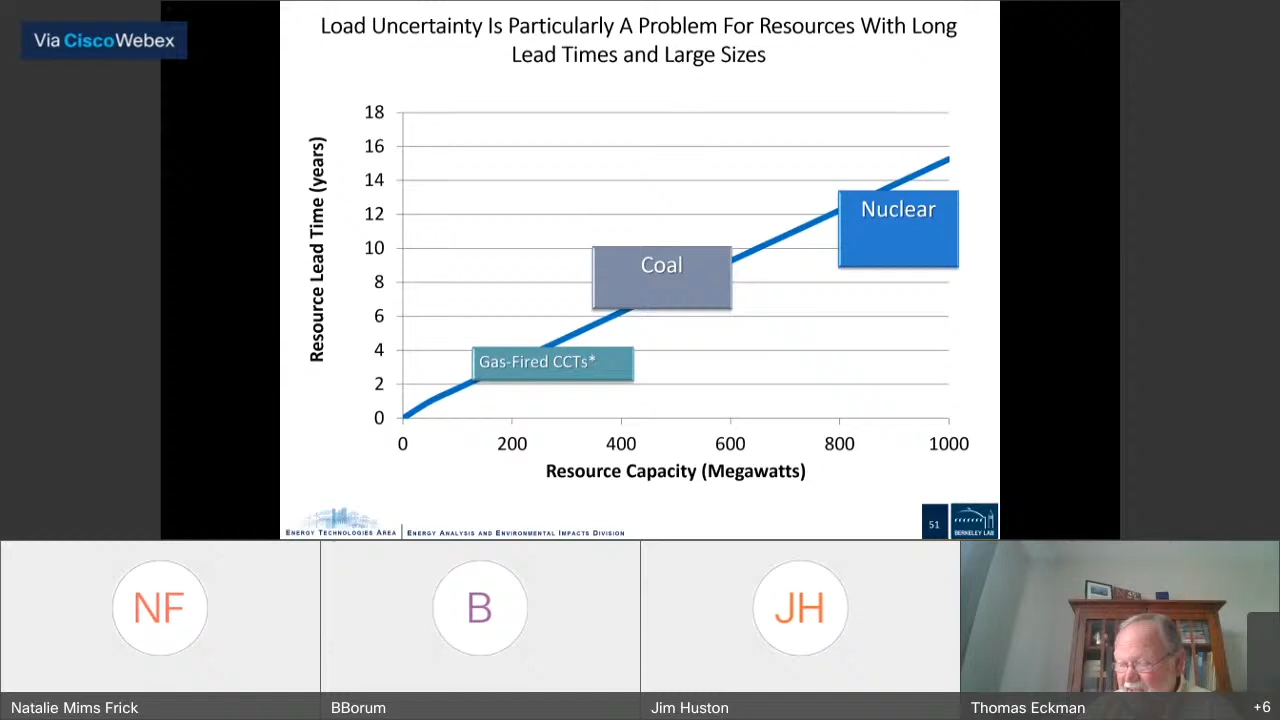 Via Cisco Webex
Load Uncertainty Is Particularly A Problem For Resources With Long
Lead Times and Large Sizes
Resource Lead Time (years)
18
16
14
12
10
8
6
4
2
0
Nuclear
Coal
Gas-Fired CCTs*
0 200 400 600 800 1000
Resource Capacity (Megawatts)
ENERGY TECHNOLOGIES AREA ENERGY ANALYSIS AND ENVIRONMENTAL IMPACTS DIVISION
51
BERKELEY LAB
NF
B
JH
Natalie Mims Frick
BBorum
Jim Huston
Thomas Eckman
+6